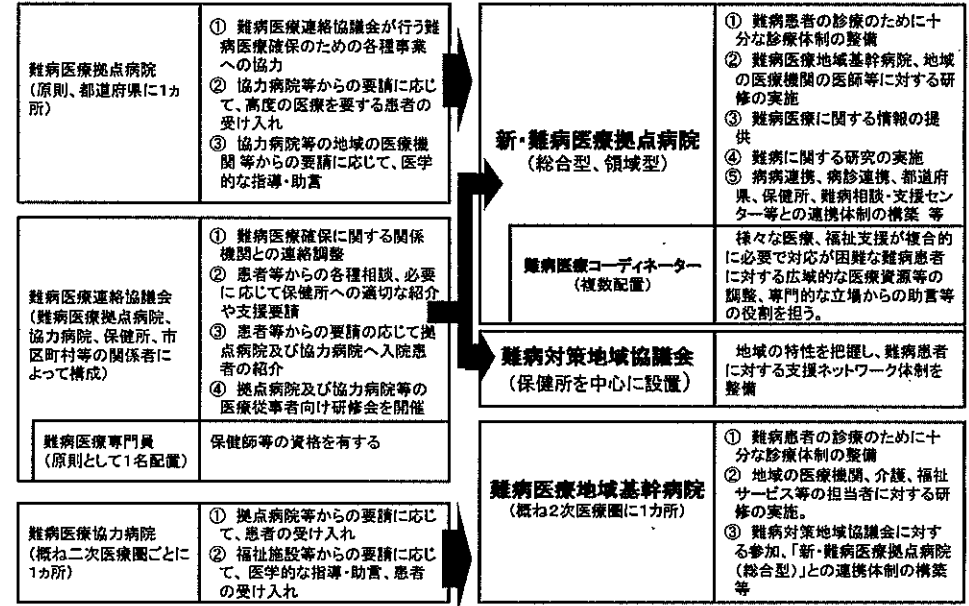 難病医療拠点病院
(原則、都道府県に1ヵ
所)
① 難病医療連絡協議会が行う難
病医療確保のための各種事業
への協力
② 協力病院等からの要請に応じ
て、高度の医療を要する患者の
受け入れ
③ 協力病院等の地域の医療機
関等からの要請に応じて、医学
的な指導・助言
難病医療連絡協議会
(難病医療拠点病院、
協力病院、保健所、市
区町村等の関係者に
よって構成)
① 難病医療確保に関する関係
機関との連絡調整
② 患者等からの各種相談、必要
に応じて保健所への適切な紹介
や支援要請
③ 患者等からの要請の応じて拠
点病院及び協力病院へ入院患
者の紹介
④ 拠点病院及び協力病院等の
医療従事者向け研修会を開催
難病医療専門員
(原則として1名配置)
保健師等の資格を有する
難病医療協力病院
(概ね二次医療圏ごとに
1ヵ所)
① 拠点病院等からの要請に応じ
て、患者の受け入れ
② 福祉施設等からの要請に応じ
て、医学的な指導・助言、患者
の受け入れ
新・難病医療拠点病院
(総合型、領域型)
① 難病患者の診療のために十
分な診療体制の整備
② 難病医療地域基幹病院、地域
の医療機関の医師等に対する研
修の実施
③ 難病医療に関する情報の提
供
④ 難病に関する研究の実施
⑤ 病病連携、病診連携、都道府
県、保健所、難病相談・支援セン
ター等との連携体制の構築 等
難病医療コーディネーター
(複数配置)
様々な医療、福祉支援が複合的
に必要で対応が困難な難病患者
に対する広域的な医療資源等の
調整、専門的な立場からの助言等
の役割を担う。
難病対策地域協議会
(保健所を中心に設置)
地域の特性を把握し、難病患者
に対する支援ネットワーク体制を
整備
難病医療地域基幹病院
(概ね2次医療圏に1カ所)
① 難病患者の診療のために十
分な診療体制の整備
② 地域の医療機関、介護、福祉
サービス等の担当者に対する研
修の実施。
③ 難病対策地域協議会に対す
る参加、「新・難病医療拠点病院
(総合型)」との連携体制の構築
等